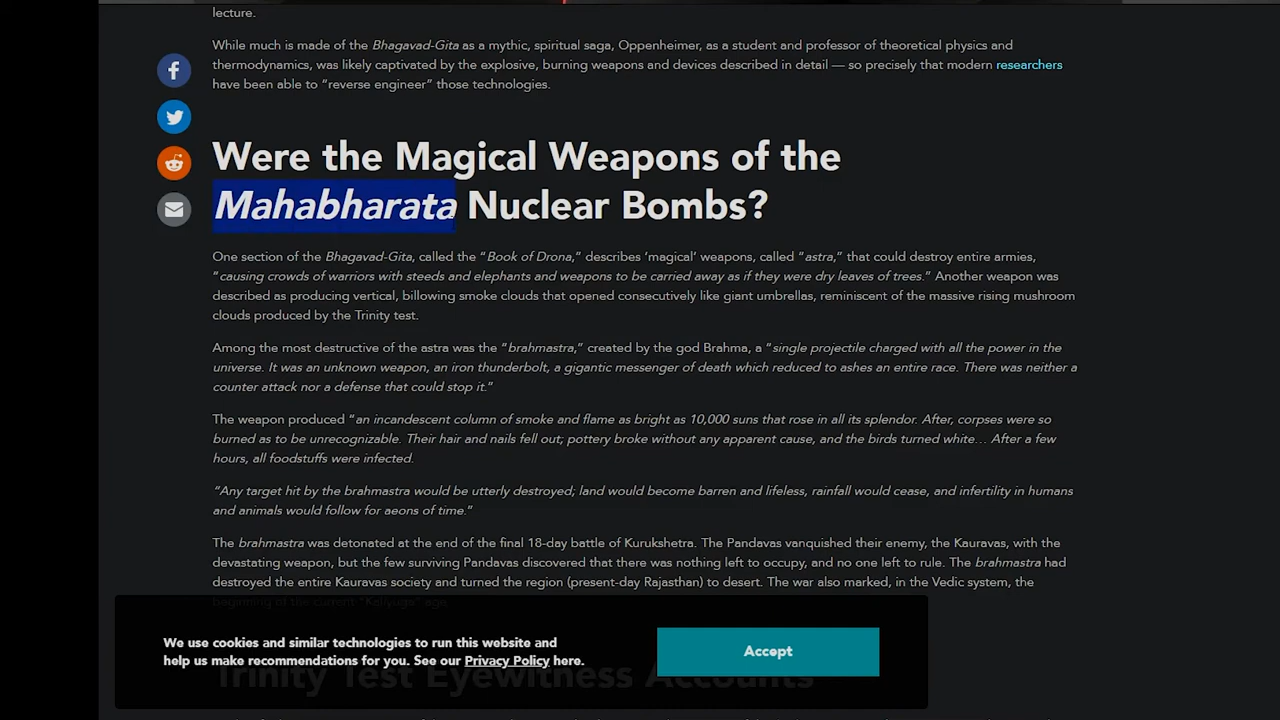 lecture.
While much is made of the Bhagavad-Gita as a mythic, spiritual saga, Oppenheimer, as a student and professor of theoretical physics and
thermodynamics, was likely captivated by the explosive, burning weapons and devices described in detail — so precisely that modern researchers
have been able to “reverse engineer” those technologies.
Were the Magical Weapons of the
Mahabharata Nuclear Bombs?
One section of the Bhagavad-Gita, called the “Book of Drona,” describes ‘magical’ weapons, called “astra,” that could destroy entire armies,
“causing crowds of warriors with steeds and elephants and weapons to be carried away as if they were dry leaves of trees.” Another weapon was
described as producing vertical, billowing smoke clouds that opened consecutively like giant umbrellas, reminiscent of the massive rising mushroom
clouds produced by the Trinity test.
Among the most destructive of the astra was the “brahmastra,” created by the god Brahma, a “single projectile charged with all the power in the
universe. It was an unknown weapon, an iron thunderbolt, a gigantic messenger of death which reduced to ashes an entire race. There was neither a
counter attack nor a defense that could stop it.”
The weapon produced “an incandescent column of smoke and flame as bright as 10,000 suns that rose in all its splendor. After, corpses were so
burned as to be unrecognizable. Their hair and nails fell out; pottery broke without any apparent cause, and the birds turned white… After a few
hours, all foodstuffs were infected.
“Any target hit by the brahmastra would be utterly destroyed; land would become barren and lifeless, rainfall would cease, and infertility in humans
and animals would follow for aeons of time.”
The brahmastra was detonated at the end of the final 18-day battle of Kurukshetra. The Pandavas vanquished their enemy, the Kauravas, with the
devastating weapon, but the few surviving Pandavas discovered that there was nothing left to occupy, and no one left to rule. The brahmastra had
destroyed the entire Kauravas society and turned the region (present-day Rajasthan) to desert. The war also marked, in the Vedic system, the
beginning of the current “Kaliyuga” age.
We use cookies and similar technologies to run this website and
help us make recommendations for you. See our Privacy Policy here.
Accept
Trinity Test Eyewitness Accounts